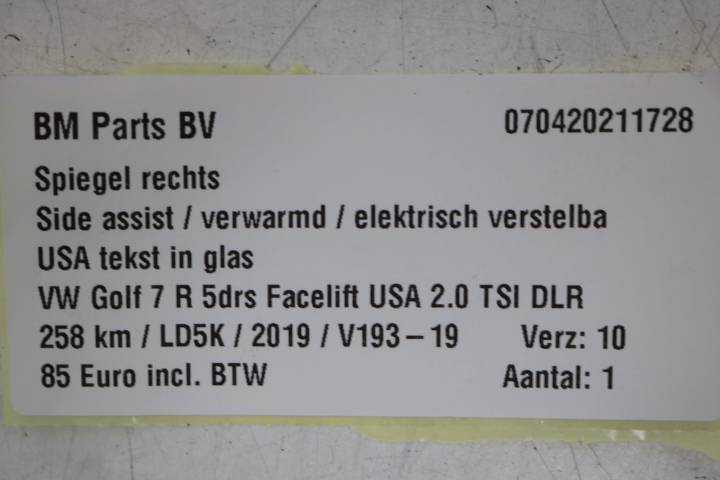 BM Parts BV 070420211728
Spiegel rechts
Side assist / verwarmd / elektrisch verstelba
USA tekst in glas
VW Golf 7 R 5drs Facelift USA 2.0 TSI DLR
258 km / LD5K / 2019 / V193-19 Verz: 10
85 Euro incl. BTW Aantal: 1